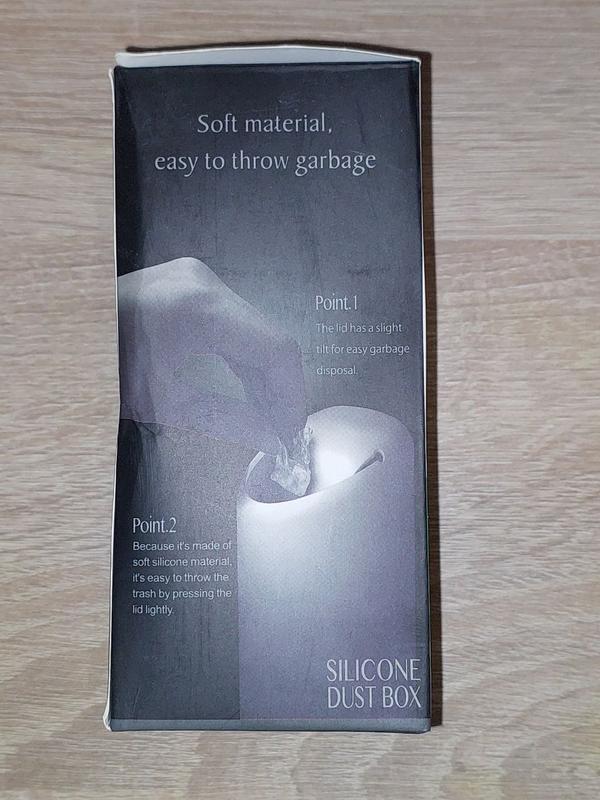 Soft material,
easy to throw garbage
Point.1
The lid has a slight
tilt for easy garbage
disposal.
Point.2
Because it's made of
soft silicone material,
it's easy to throw the
trash by pressing the
lid lightly.
SILICONE
DUST BOX